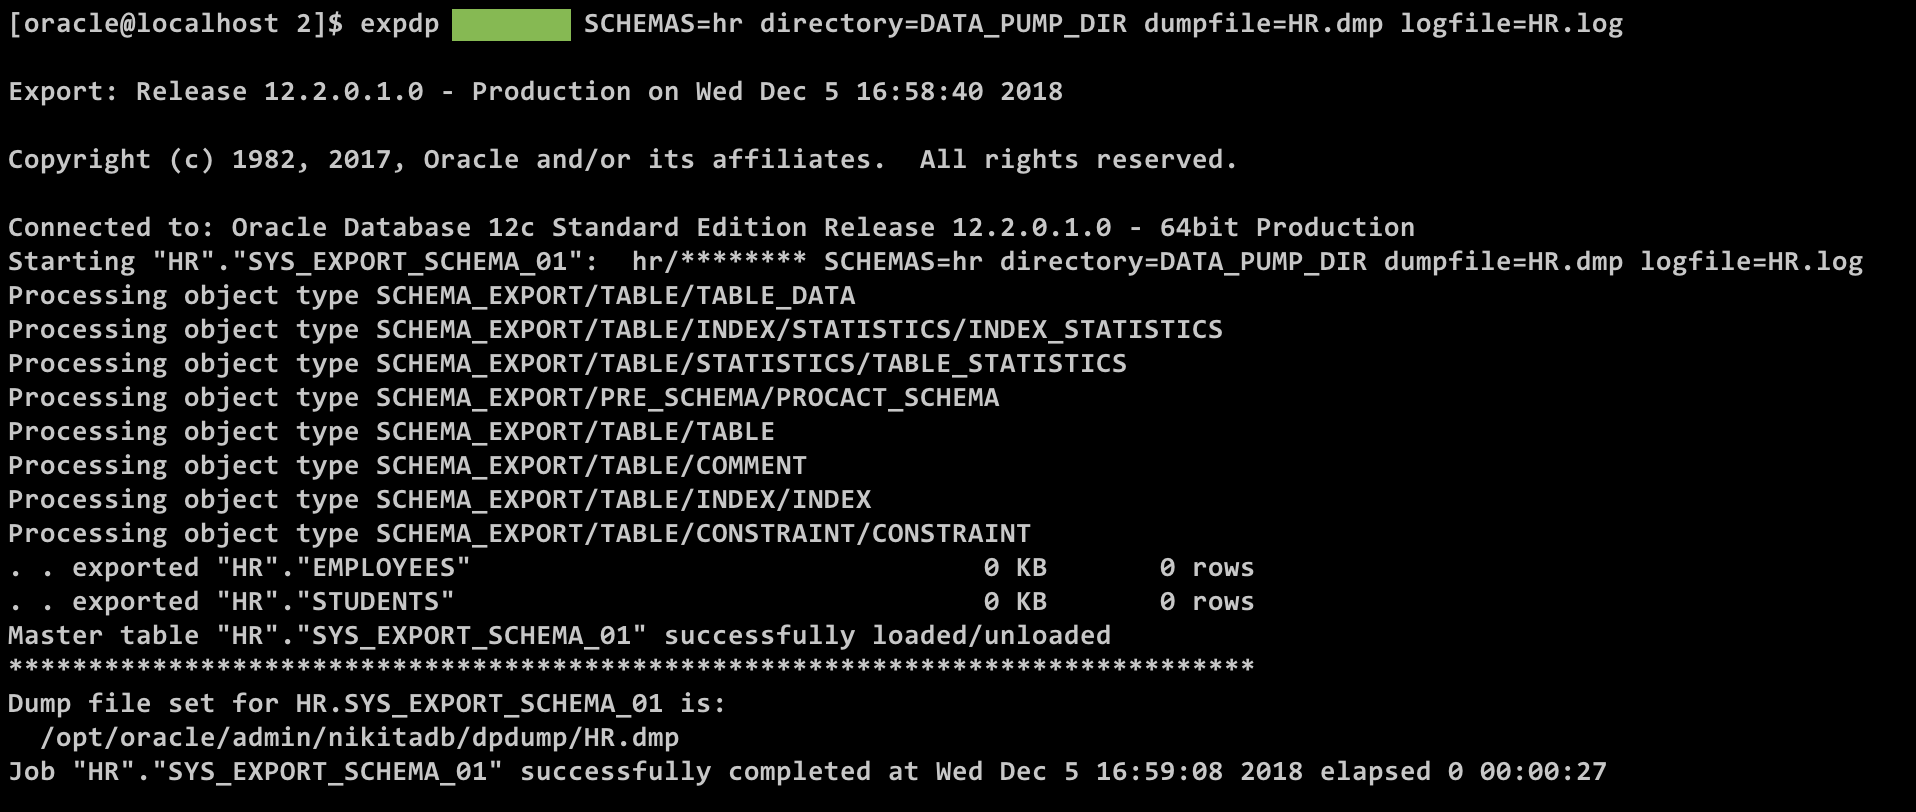 [oracle@localhost 2]$ expdp SCHEMAS=hr directory=DATA_PUMP_DIR dumpfile=HR.dmp logfile=HR.log
Export: Release 12.2.0.1.0 - Production on Wed Dec 5 16:58:40 2018
Copyright (c) 1982, 2017, Oracle and/or its affiliates.  All rights reserved.
Connected to: Oracle Database 12c Standard Edition Release 12.2.0.1.0 - 64bit Production
Starting "HR"."SYS_EXPORT_SCHEMA_01":  hr/******** SCHEMAS=hr directory=DATA_PUMP_DIR dumpfile=HR.dmp logfile=HR.log
Processing object type SCHEMA_EXPORT/TABLE/TABLE_DATA
Processing object type SCHEMA_EXPORT/TABLE/INDEX/STATISTICS/INDEX_STATISTICS
Processing object type SCHEMA_EXPORT/TABLE/STATISTICS/TABLE_STATISTICS
Processing object type SCHEMA_EXPORT/PRE_SCHEMA/PROCACT_SCHEMA
Processing object type SCHEMA_EXPORT/TABLE/TABLE
Processing object type SCHEMA_EXPORT/TABLE/COMMENT
Processing object type SCHEMA_EXPORT/TABLE/INDEX/INDEX
Processing object type SCHEMA_EXPORT/TABLE/CONSTRAINT/CONSTRAINT
. . exported "HR"."EMPLOYEES"                                0 KB       0 rows
. . exported "HR"."STUDENTS"                                 0 KB       0 rows
Master table "HR"."SYS_EXPORT_SCHEMA_01" successfully loaded/unloaded
******************************************************************************
Dump file set for HR.SYS_EXPORT_SCHEMA_01 is:
  /opt/oracle/admin/nikitadb/dpdump/HR.dmp
Job "HR"."SYS_EXPORT_SCHEMA_01" successfully completed at Wed Dec 5 16:59:08 2018 elapsed 0 00:00:27